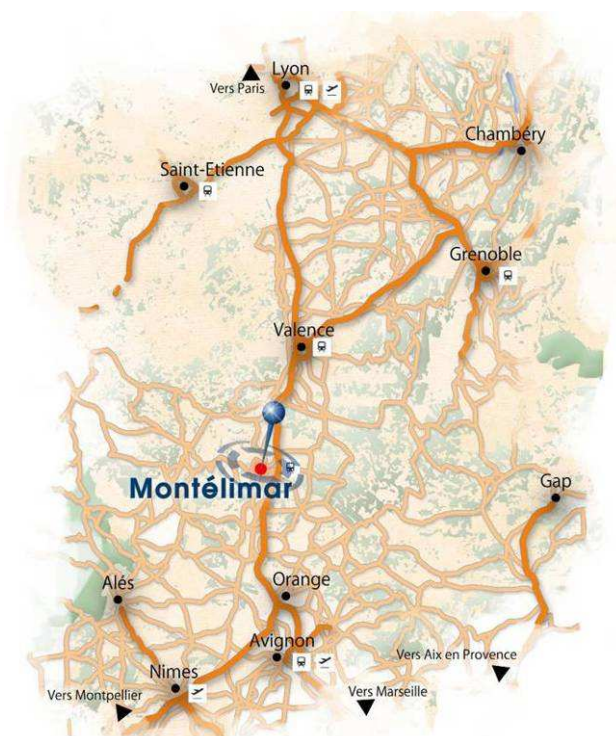 Lyon
Vers Paris
Chambéry
Saint-Etienne
Grenoble
Valence
Montélimar
Gap
Alés
Orange
Avignon
Vers Aix en Provence
Nimes
Vers Montpellier
Vers Marseille